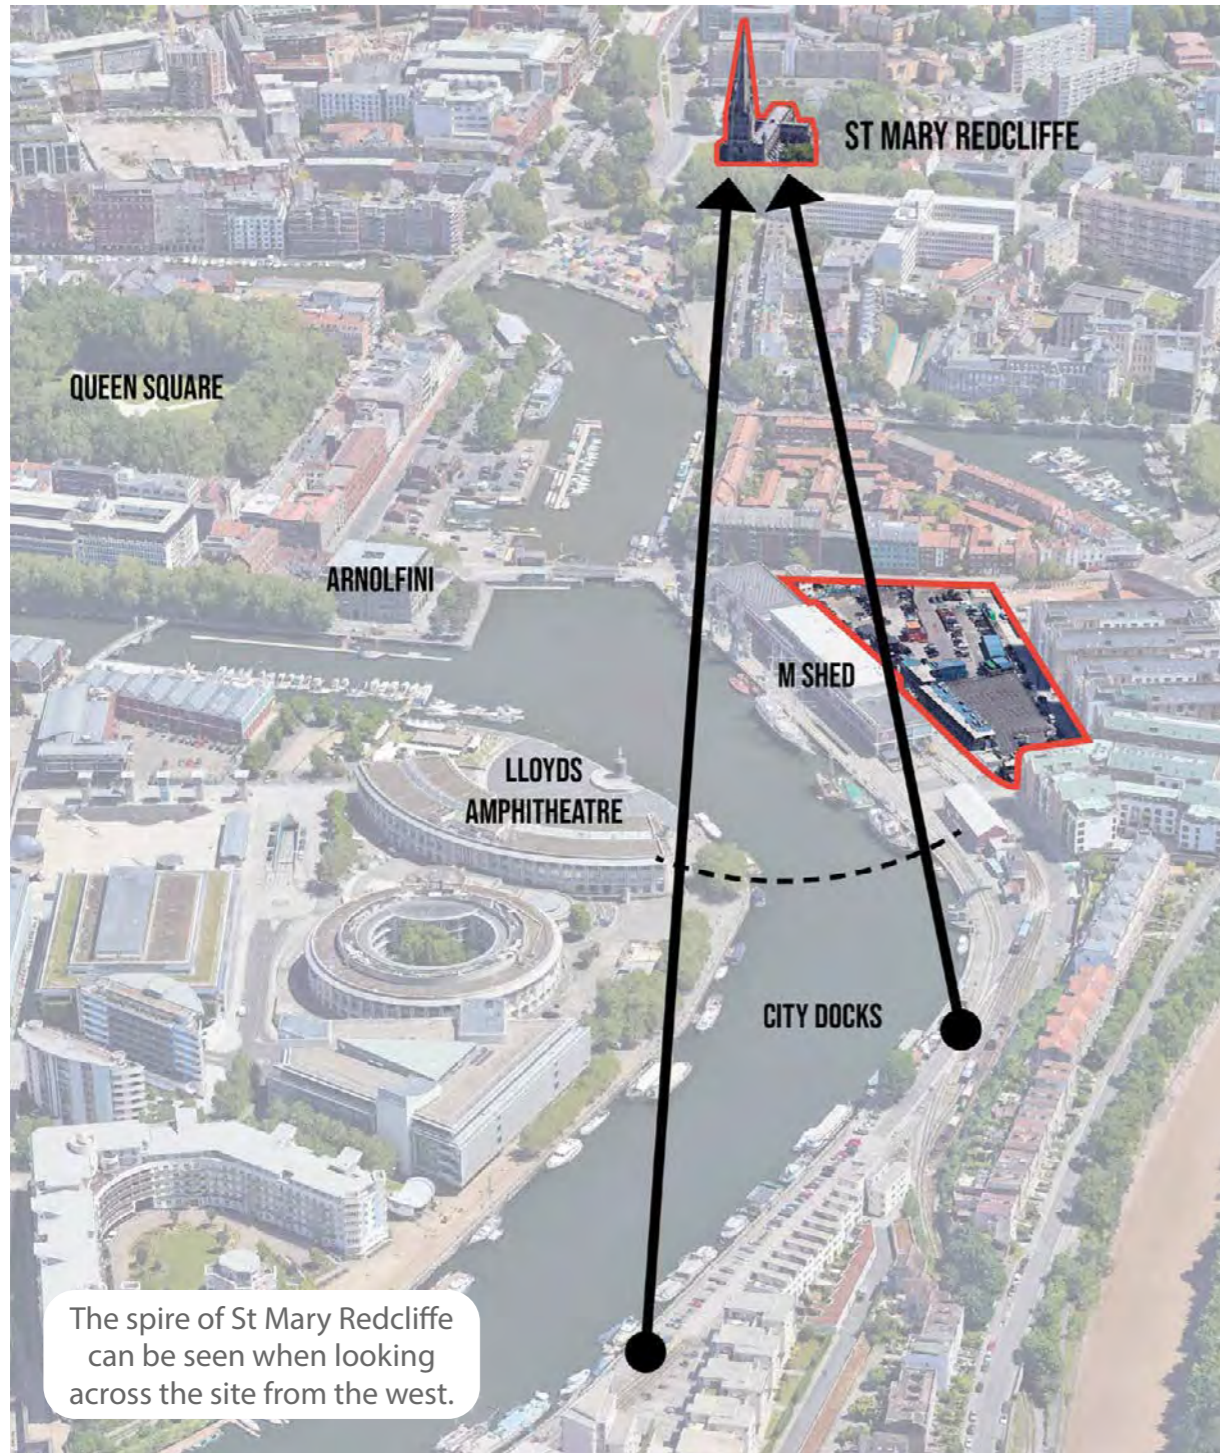 ST MARY REDCLIFFE
QUEEN SQUARE
ARNOLFINI
M SHED
LLOYDS
AMPHITHEATRE
CITY DOCKS
The spire of St Mary Redcliffe
can be seen when looking
across the site from the west.